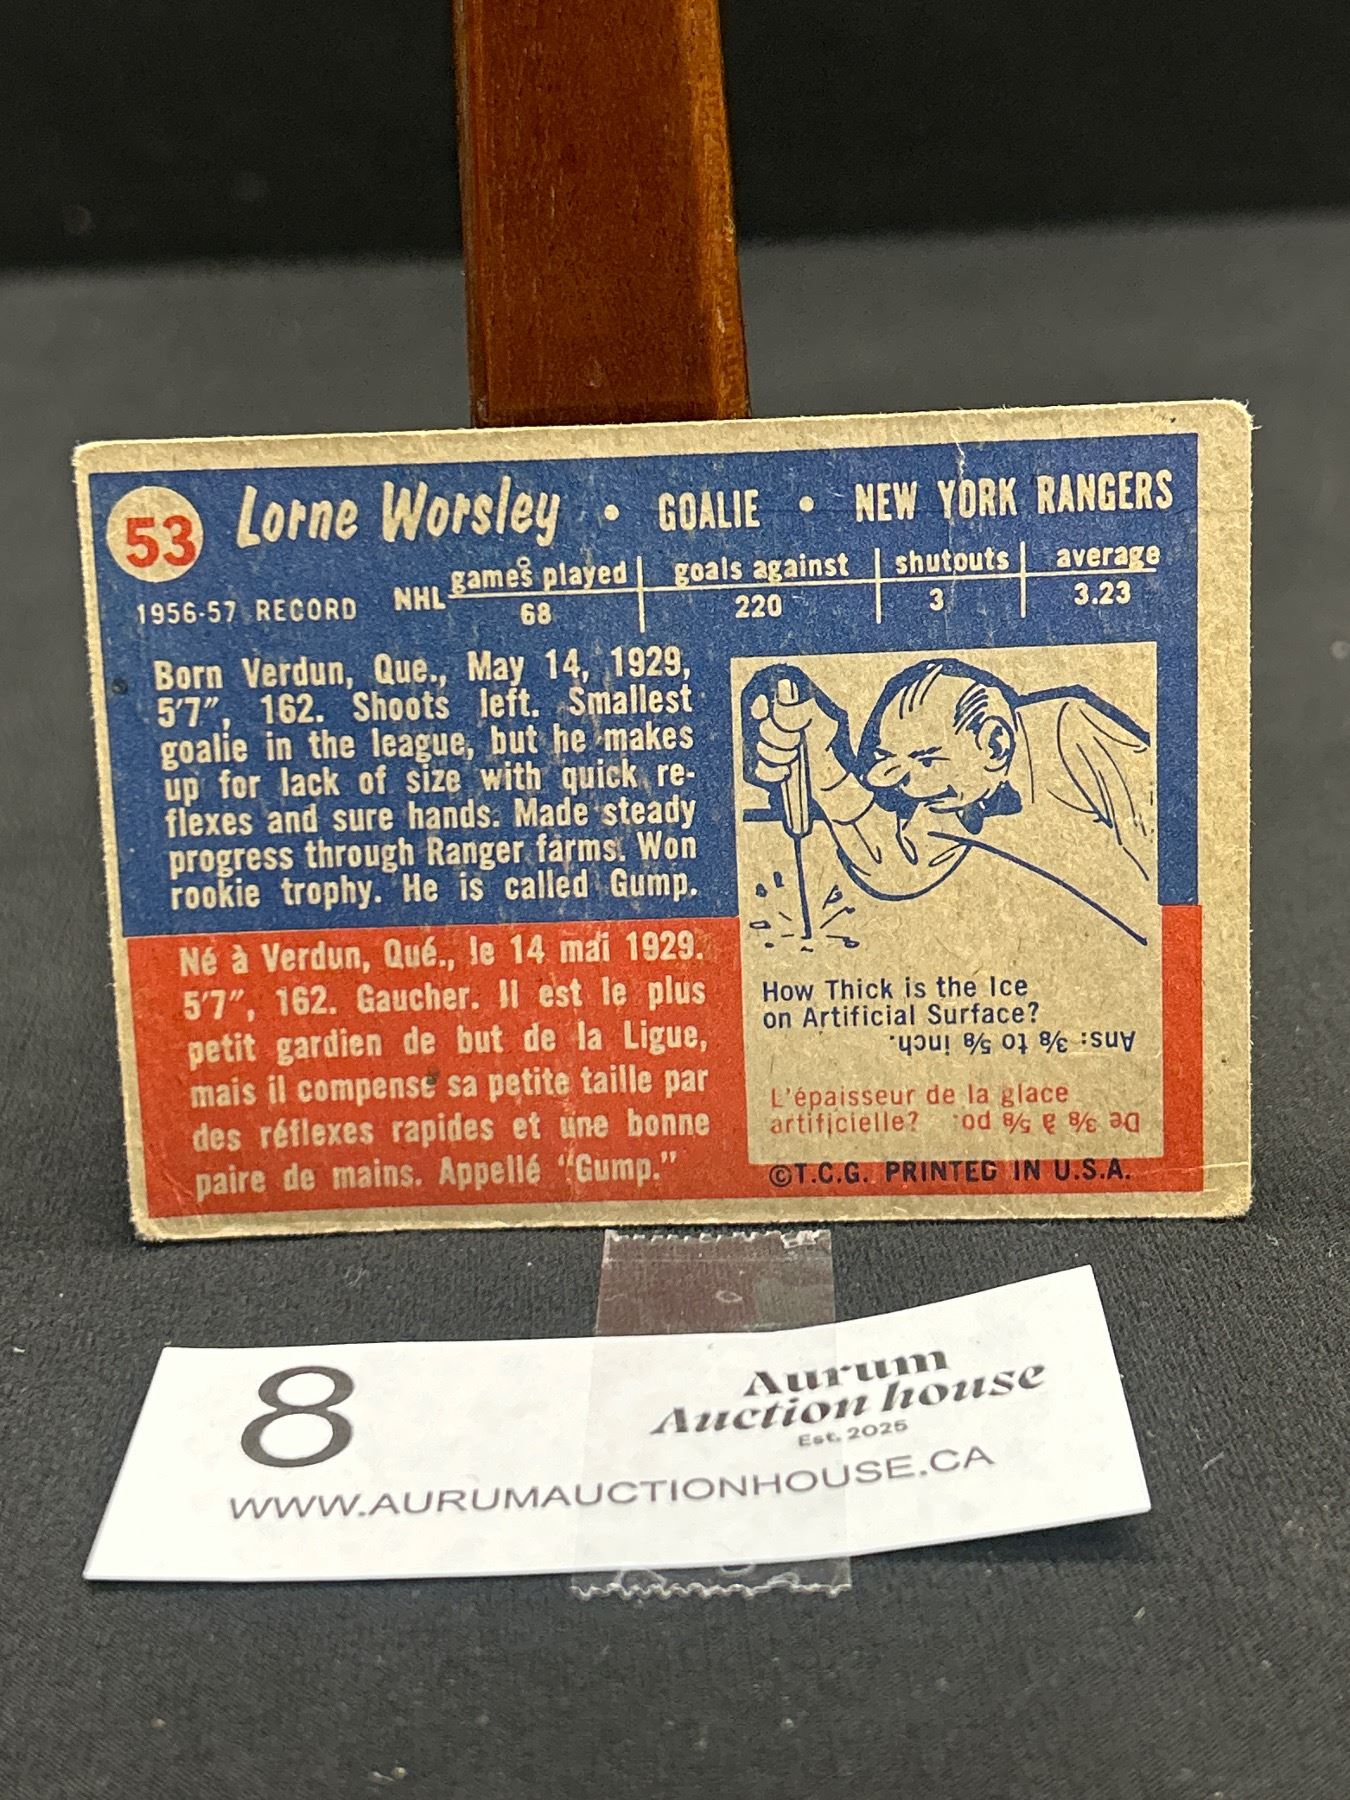 53 Lorne Worsley • GOALIE • NEW YORK RANGERS
games played goals against shutouts average
1956-57 RECORD NHL 68 220 3 3.23
Born Verdun, Que., May 14, 1929,
5'7", 162. Shoots left. Smallest
goalie in the league, but he makes
up for lack of size with quick re-
flexes and sure hands. Made steady
progress through Ranger farms. Won
rookie trophy. He is called Gump.
Né à Verdun, Qué., le 14 mai 1929.
5'7", 162. Gaucher. Il est le plus
petit gardien de but de la Ligue,
mais il compense sa petite taille par
des réflexes rapides et une bonne
paire de mains. Appellé "Gump."
How Thick is the Ice
on Artificial Surface?
Ans: 3/8 to 5/8 inch.
L'épaisseur de la glace
artificielle? De 3/8 à 5/8 po.
©T.C.G. PRINTED IN U.S.A.
8
Aurum
Auction house
Est. 2025
WWW.AURUMAUCTIONHOUSE.CA